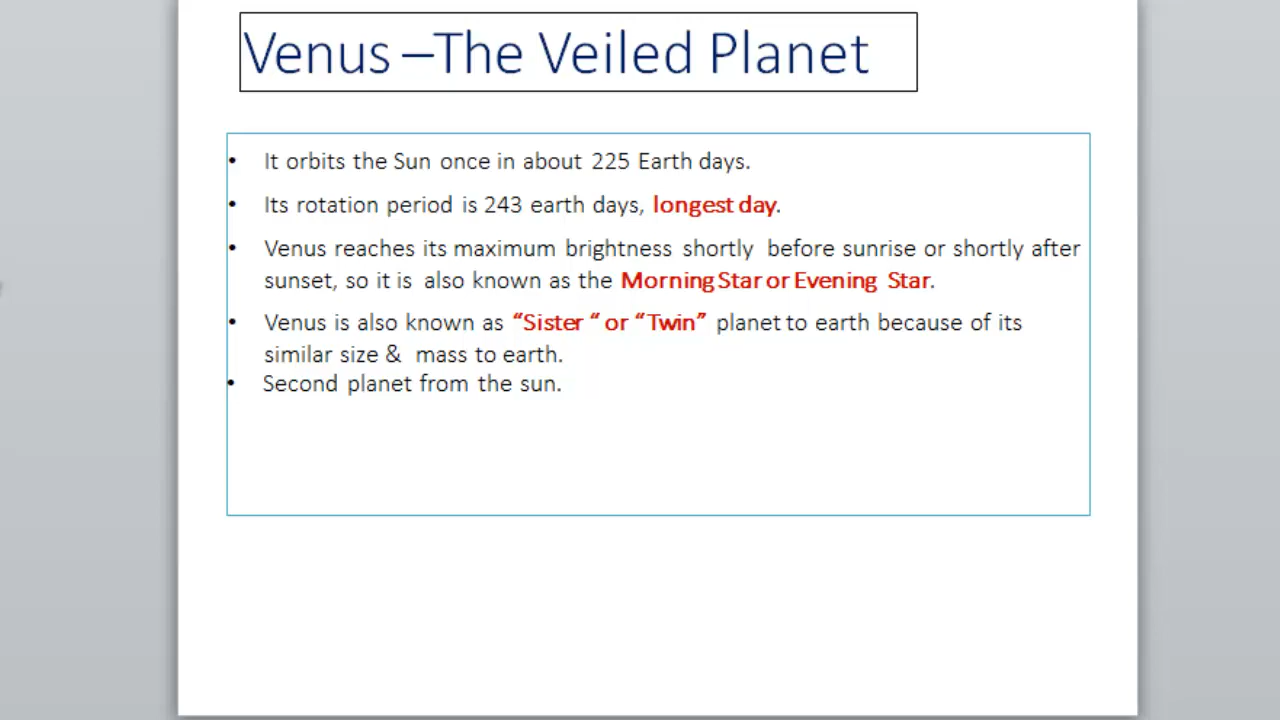 Venus –The Veiled Planet
• It orbits the Sun once in about 225 Earth days.
• Its rotation period is 243 earth days, longest day.
• Venus reaches its maximum brightness shortly before sunrise or shortly after
sunset, so it is also known as the Morning Star or Evening Star.
• Venus is also known as “Sister “ or “Twin” planet to earth because of its
similar size & mass to earth.
• Second planet from the sun.